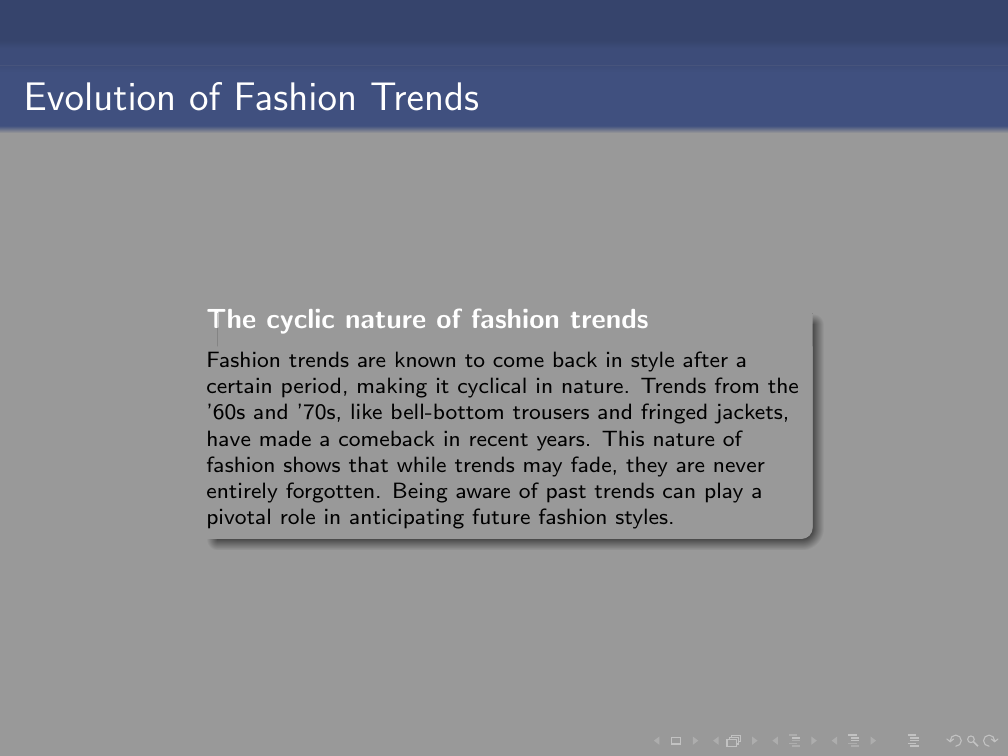 Evolution of Fashion Trends
The cyclic nature of fashion trends
Fashion trends are known to come back in style after a
certain period, making it cyclical in nature. Trends from the
’60s and ’70s, like bell-bottom trousers and fringed jackets,
have made a comeback in recent years. This nature of
fashion shows that while trends may fade, they are never
entirely forgotten. Being aware of past trends can play a
pivotal role in anticipating future fashion styles.